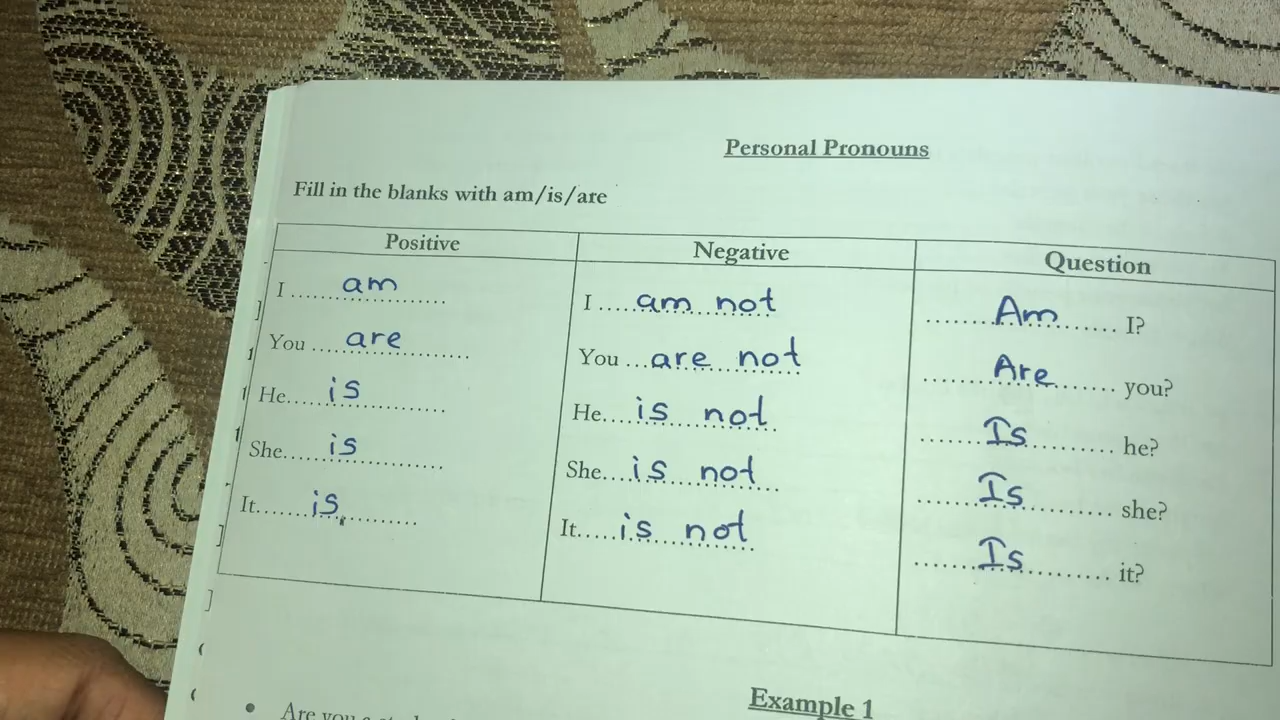 Personal Pronouns
Fill in the blanks with am/is/are
Positive Negative Question
I ...... am ...... I ..... am not ...... Am ...... I?
You .... are ...... You ... are not ...... Are ...... you?
He.... is ...... He.... is not ...... Is ...... he?
She..... is ...... She.... is not ...... Is ...... she?
It....... is ...... It..... is not ...... Is ...... it?
Example 1
• Are you a